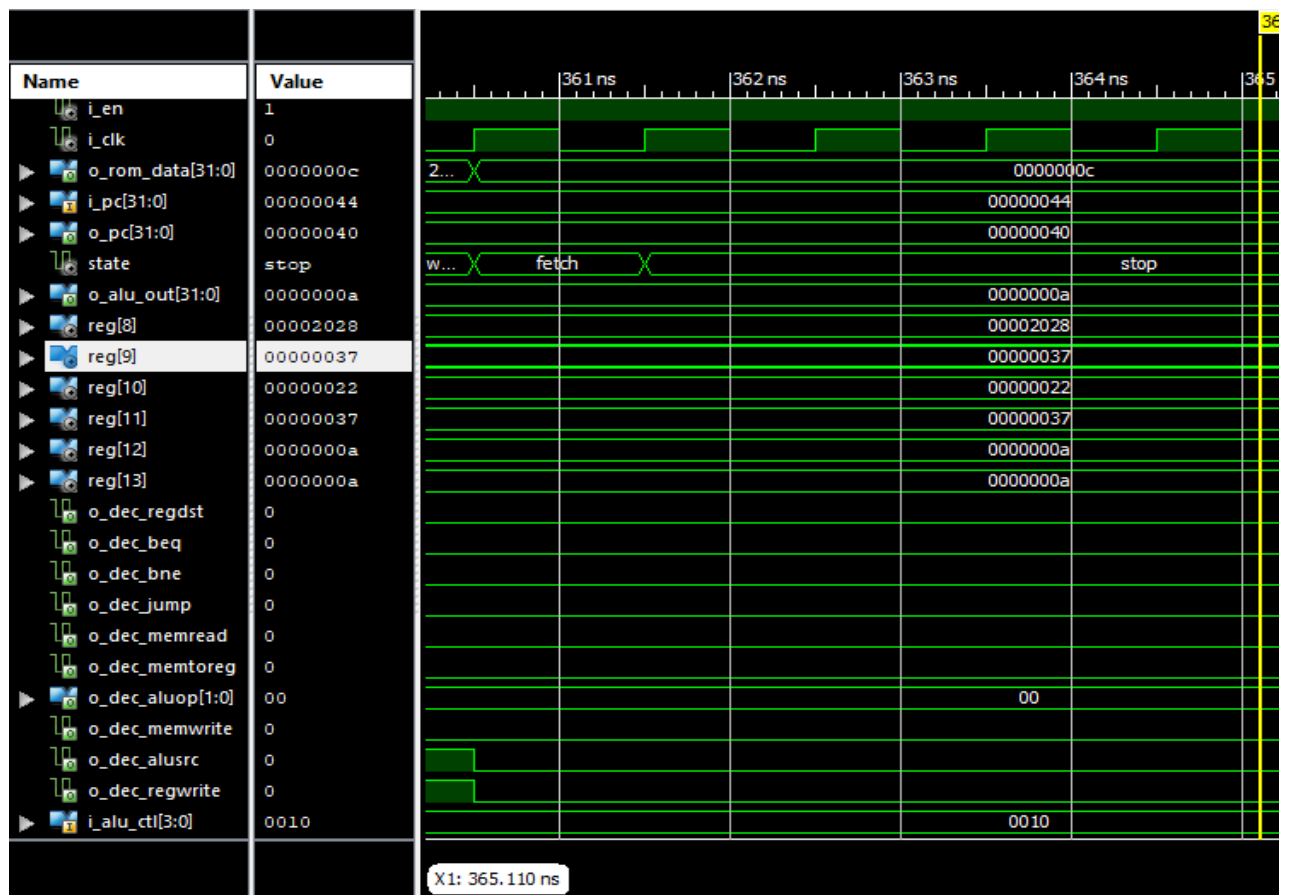 36
Name Value 361 ns 362 ns 363 ns 364 ns 365
i_en 1
i_clk 0
o_rom_data[31:0] 0000000c 2... 0000000c
i_pc[31:0] 00000044 00000044
o_pc[31:0] 00000040 00000040
state stop w... fetch stop
o_alu_out[31:0] 0000000a 0000000a
reg[8] 00002028 00002028
reg[9] 00000037 00000037
reg[10] 00000022 00000022
reg[11] 00000037 00000037
reg[12] 0000000a 0000000a
reg[13] 0000000a 0000000a
o_dec_regdst 0
o_dec_beq 0
o_dec_bne 0
o_dec_jump 0
o_dec_memread 0
o_dec_memtoreg 0
o_dec_aluop[1:0] 00 00
o_dec_memwrite 0
o_dec_alusrc 0
o_dec_regwrite 0
i_alu_ctl[3:0] 0010 0010
X1: 365.110 ns